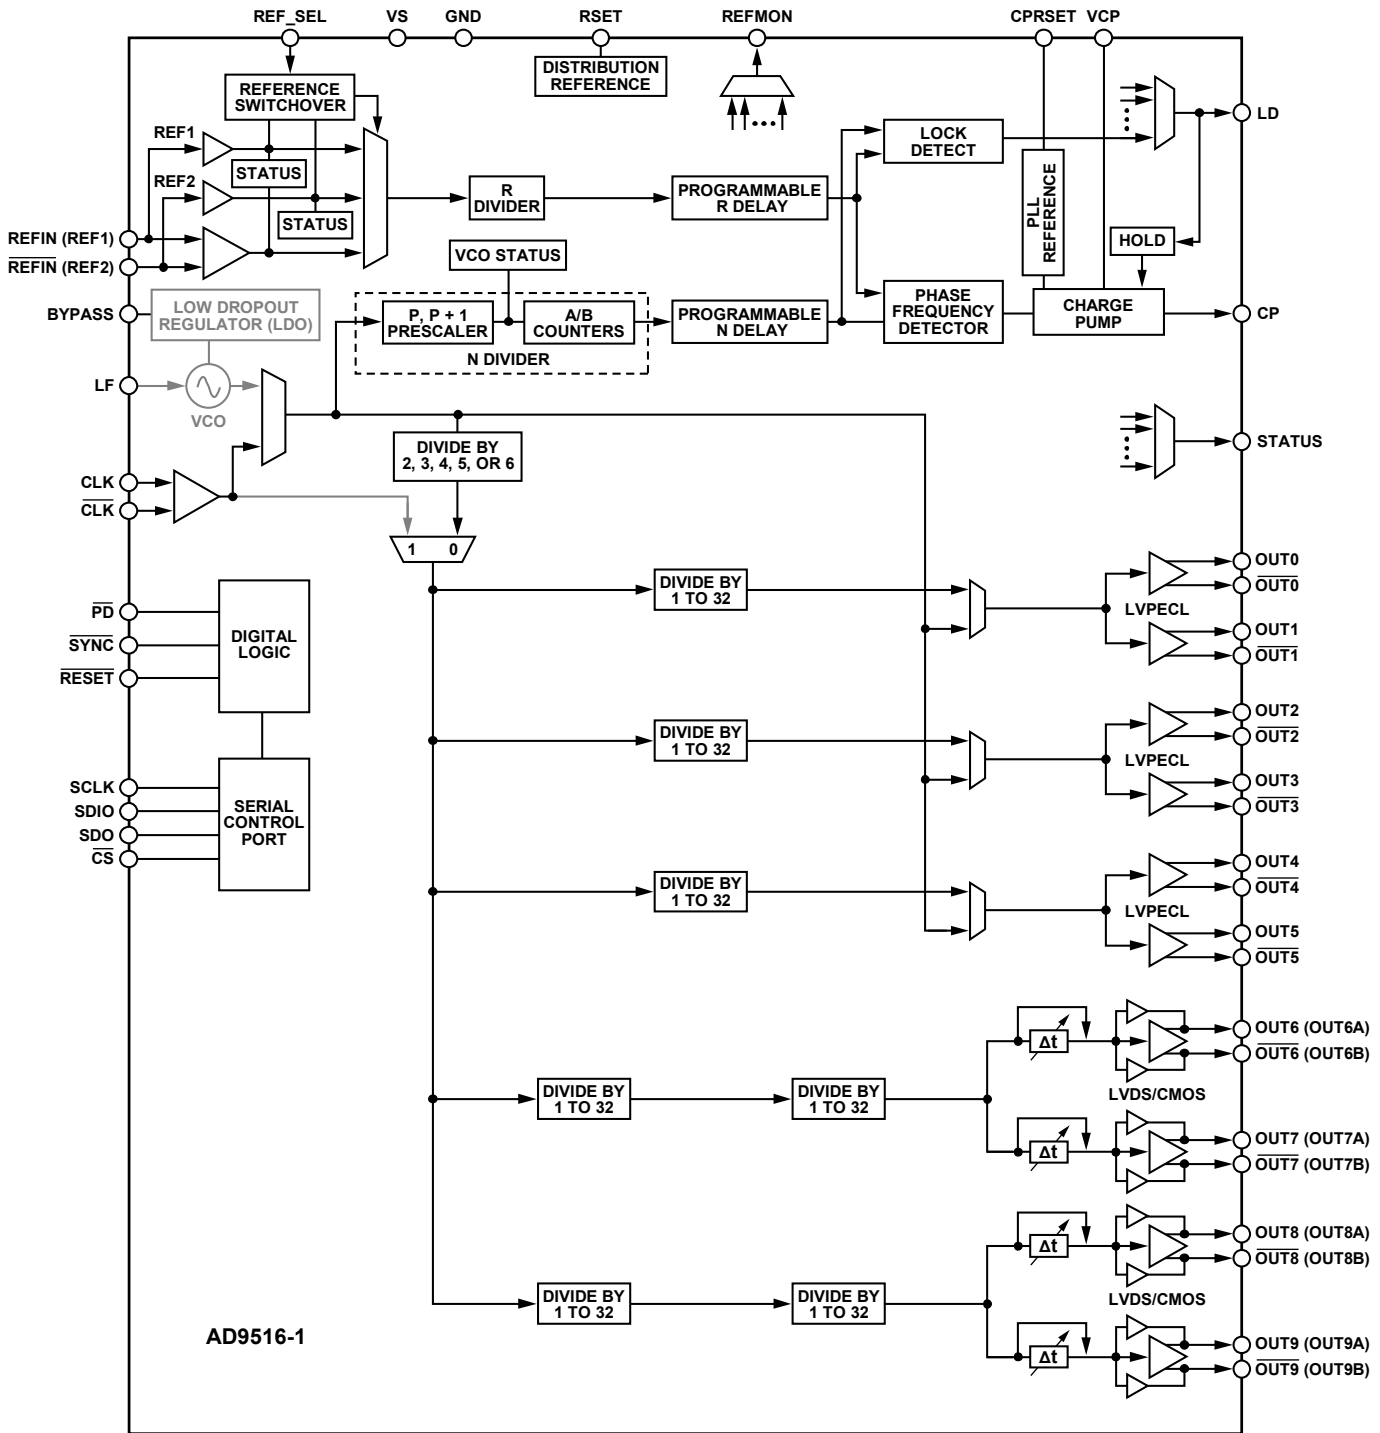 REF_SEL VS GND RSET REFMON CPRSET VCP
REFERENCE
SWITCHOVER
DISTRIBUTION
REFERENCE
LD
REF1
STATUS
REF2
STATUS
REFIN (REF1)
REFIN (REF2)
R
DIVIDER
PROGRAMMABLE
R DELAY
LOCK
DETECT
PLL
REFERENCE
HOLD
VCO STATUS
BYPASS
LOW DROPOUT
REGULATOR (LDO)
P, P + 1
PRESCALER
A/B
COUNTERS
N DIVIDER
PROGRAMMABLE
N DELAY
PHASE
FREQUENCY
DETECTOR
CHARGE
PUMP
CP
LF
VCO
STATUS
DIVIDE BY
2, 3, 4, 5, OR 6
CLK
CLK
1 0
PD
SYNC
RESET
DIGITAL
LOGIC
SCLK
SDIO
SDO
CS
SERIAL
CONTROL
PORT
DIVIDE BY
1 TO 32
LVPECL
OUT0
OUT0
OUT1
OUT1
DIVIDE BY
1 TO 32
LVPECL
OUT2
OUT2
OUT3
OUT3
DIVIDE BY
1 TO 32
LVPECL
OUT4
OUT4
OUT5
OUT5
DIVIDE BY
1 TO 32
DIVIDE BY
1 TO 32
Δt
Δt
LVDS/CMOS
OUT6 (OUT6A)
OUT6 (OUT6B)
OUT7 (OUT7A)
OUT7 (OUT7B)
DIVIDE BY
1 TO 32
DIVIDE BY
1 TO 32
Δt
Δt
LVDS/CMOS
OUT8 (OUT8A)
OUT8 (OUT8B)
OUT9 (OUT9A)
OUT9 (OUT9B)
AD9516-1